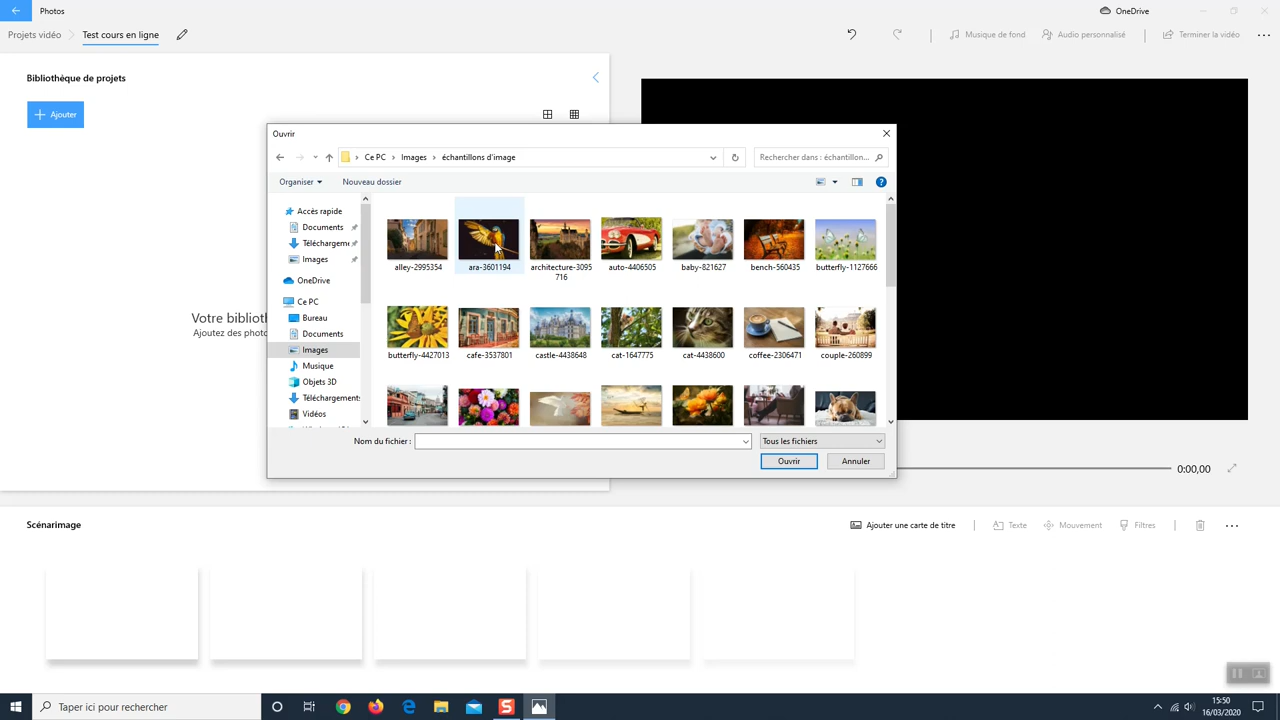 Photos
OneDrive
Projets vidéo
Test cours en ligne
Musique de fond
Audio personnalisé
Terminer la vidéo
Bibliothèque de projets
Ajouter
Ouvrir
Ce PC > Images > échantillons d'image
Rechercher dans : échantillon...
Organiser
Nouveau dossier
Accès rapide
Documents
Téléchargeme
Images
OneDrive
Ce PC
Bureau
Documents
Images
Musique
Objets 3D
Téléchargements
Vidéos
alley-2995354
ara-3601194
architecture-3095716
auto-4406505
baby-821627
bench-560435
butterfly-1127666
butterfly-4427013
cafe-3537801
castle-4438648
cat-1647775
cat-4438600
coffee-2306471
couple-260899
Votre biblioth
Ajoutez des photo
Nom du fichier :
Tous les fichiers
Ouvrir
Annuler
0:00,00
Scénarimage
Ajouter une carte de titre
Texte
Mouvement
Filtres
Taper ici pour rechercher
15:50
16/03/2020